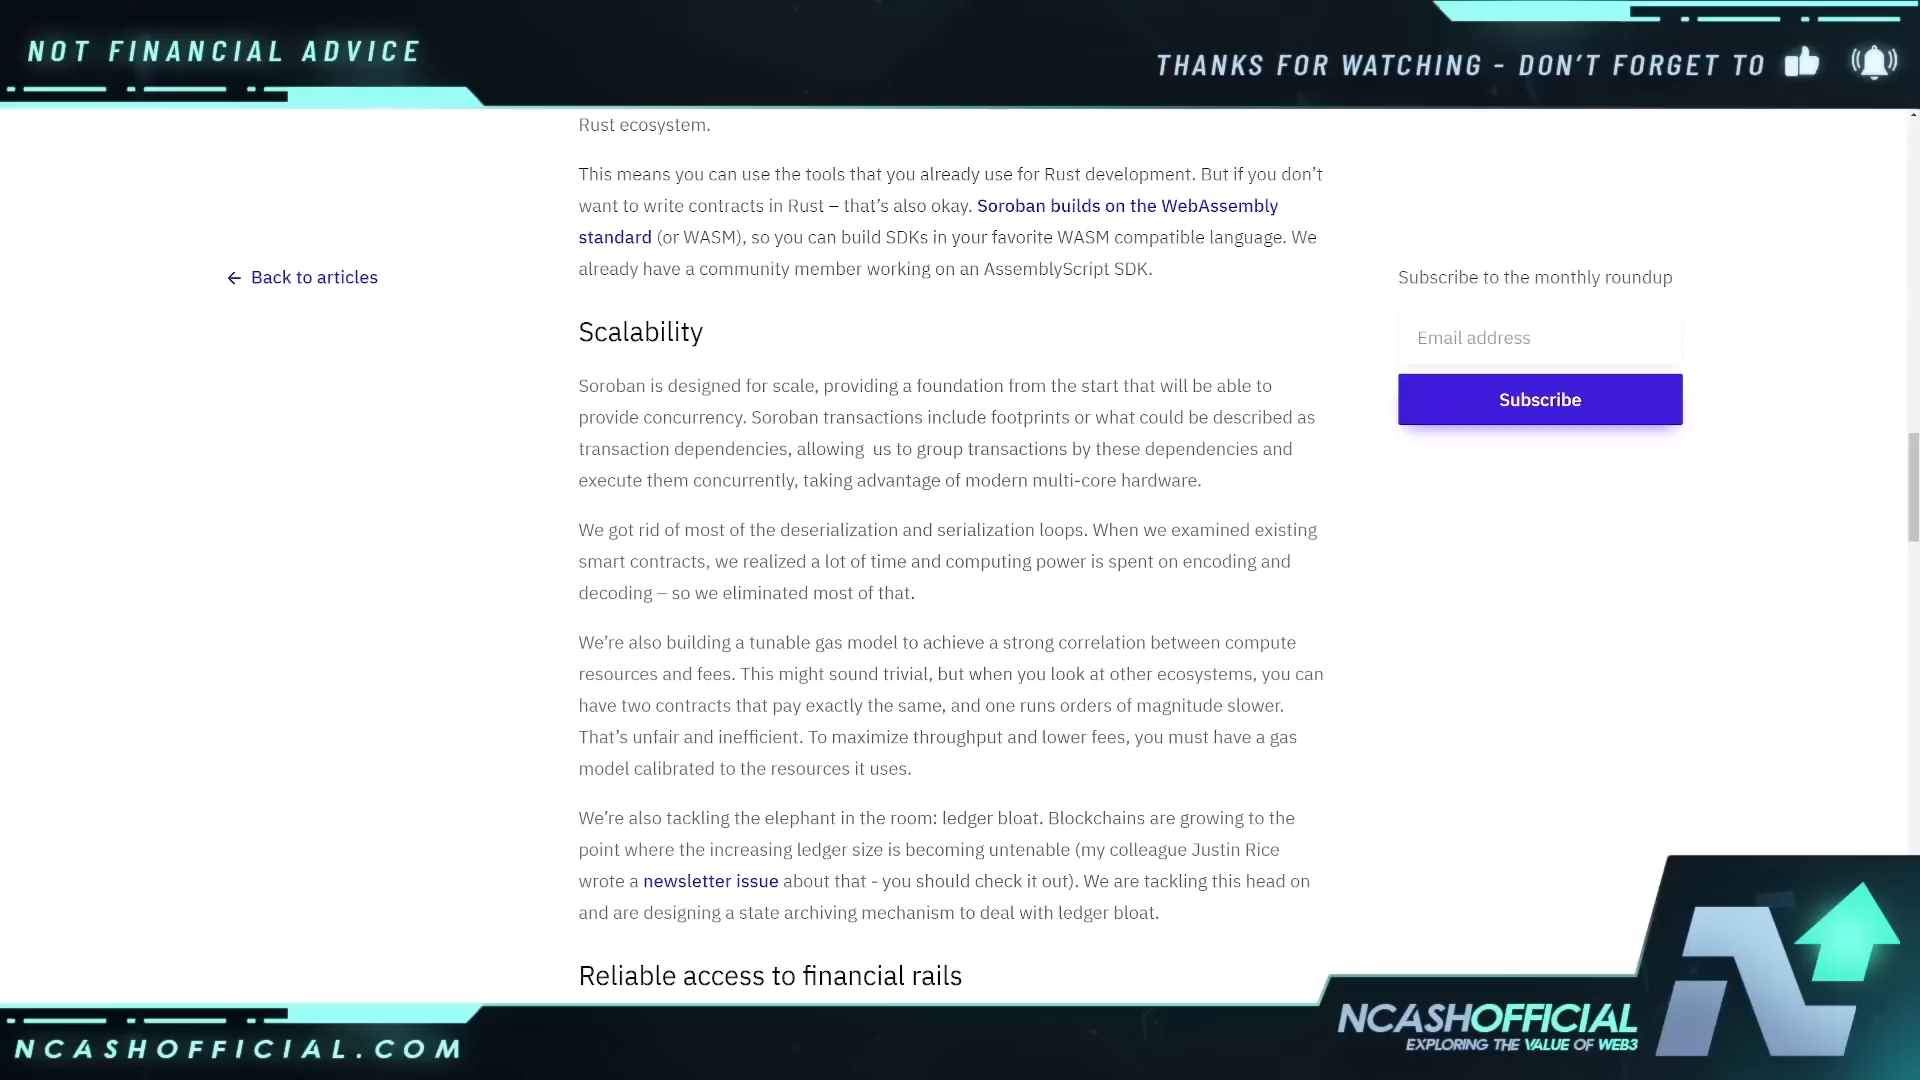 NOT FINANCIAL ADVICE
THANKS FOR WATCHING - DON'T FORGET TO
Rust ecosystem.
This means you can use the tools that you already use for Rust development. But if you don’t
want to write contracts in Rust – that’s also okay. Soroban builds on the WebAssembly
standard (or WASM), so you can build SDKs in your favorite WASM compatible language. We
already have a community member working on an AssemblyScript SDK.
← Back to articles
Subscribe to the monthly roundup
Email address
Subscribe
Scalability
Soroban is designed for scale, providing a foundation from the start that will be able to
provide concurrency. Soroban transactions include footprints or what could be described as
transaction dependencies, allowing  us to group transactions by these dependencies and
execute them concurrently, taking advantage of modern multi-core hardware.
We got rid of most of the deserialization and serialization loops. When we examined existing
smart contracts, we realized a lot of time and computing power is spent on encoding and
decoding – so we eliminated most of that.
We’re also building a tunable gas model to achieve a strong correlation between compute
resources and fees. This might sound trivial, but when you look at other ecosystems, you can
have two contracts that pay exactly the same, and one runs orders of magnitude slower.
That’s unfair and inefficient. To maximize throughput and lower fees, you must have a gas
model calibrated to the resources it uses.
We’re also tackling the elephant in the room: ledger bloat. Blockchains are growing to the
point where the increasing ledger size is becoming untenable (my colleague Justin Rice
wrote a newsletter issue about that - you should check it out). We are tackling this head on
and are designing a state archiving mechanism to deal with ledger bloat.
Reliable access to financial rails
NCASHOFFICIAL
EXPLORING THE VALUE OF WEB3
NCASHOFFICIAL.COM